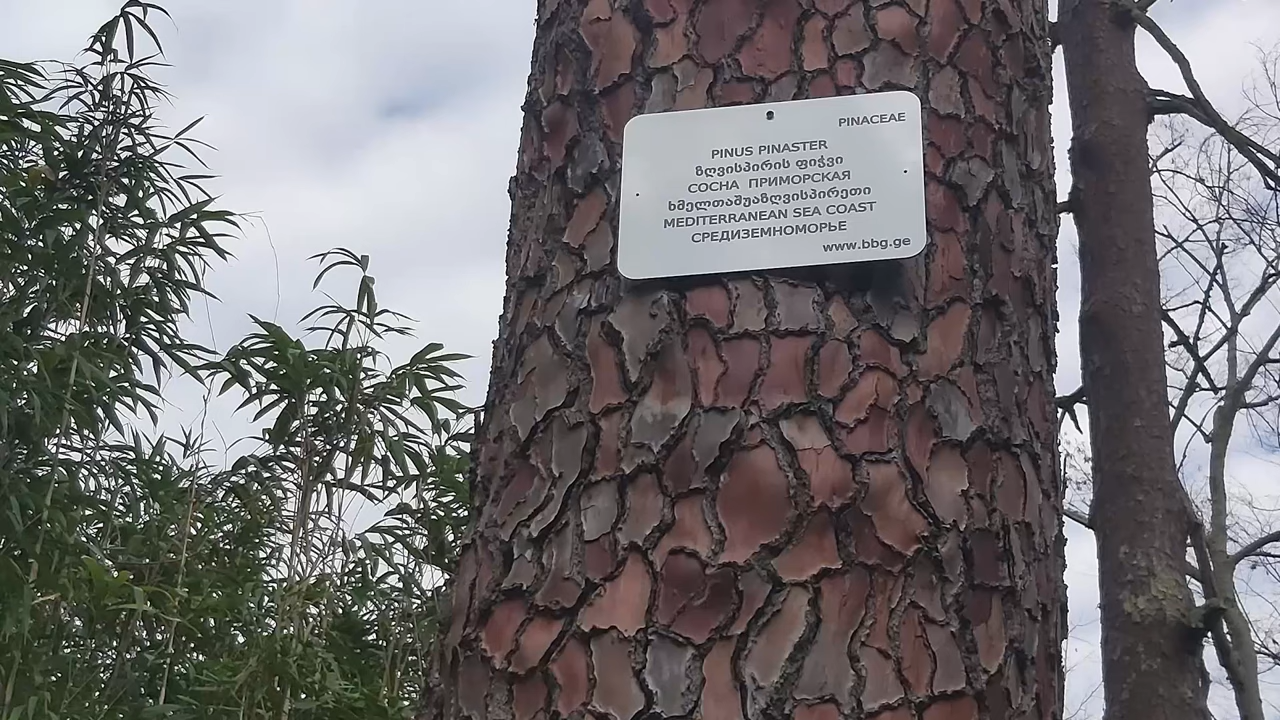 PINACEAE
PINUS PINASTER
ზღვისპირის ფიჭვი
СОСНА ПРИМОРСКАЯ
ხმელთაშუაზღვისპირეთი
MEDITERRANEAN SEA COAST
СРЕДИЗЕМНОМОРЬЕ
www.bbg.ge